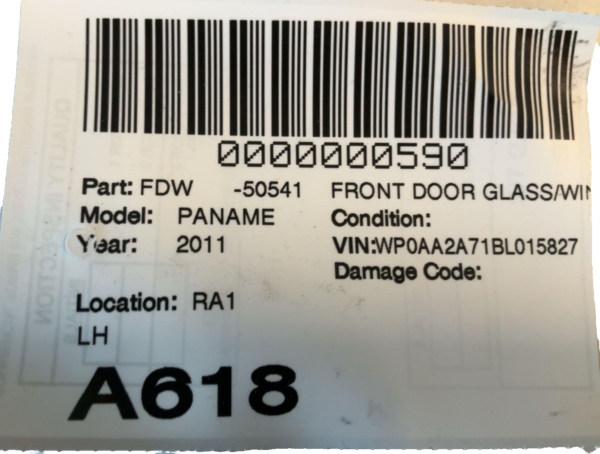 0000000590
Part: FDW -50541 FRONT DOOR GLASS/WIN
Model: PANAME Condition:
Year: 2011 VIN:WP0AA2A71BL015827
Damage Code:
Location: RA1
LH
A618